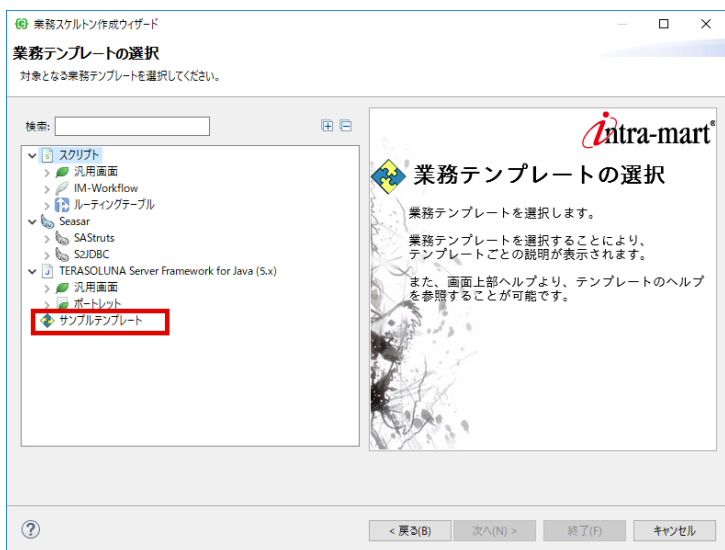 業務スケルトン作成ウィザード
業務テンプレートの選択
対象となる業務テンプレートを選択してください。
検索:
スクリプト
汎用画面
IM-Workflow
ルーティングテーブル
Seasar
SAStruts
S2JDBC
TERASOLUNA Server Framework for Java (5.x)
汎用画面
ポートレット
サンプルテンプレート
intra-mart®
業務テンプレートの選択
業務テンプレートを選択します。
業務テンプレートを選択することにより、
テンプレートごとの説明が表示されます。
また、画面上部ヘルプより、テンプレートのヘルプ
を参照することが可能です。
< 戻る(B)
次へ(N) >
終了(F)
キャンセル